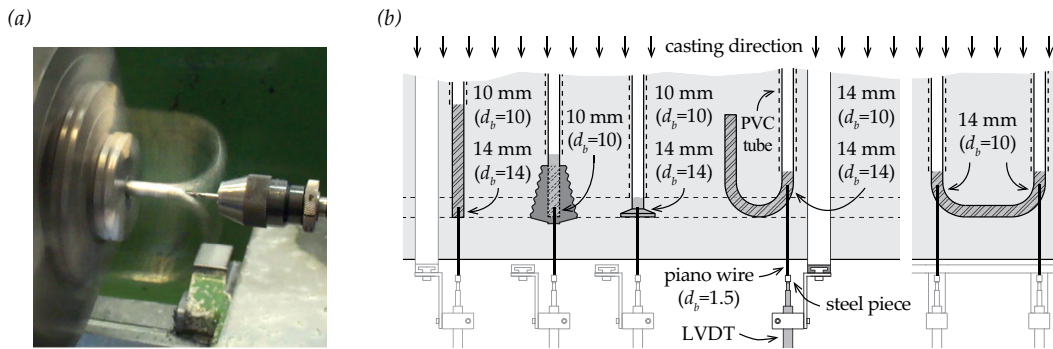 (a)
(b)
casting direction
10 mm
(d_b=10)
14 mm
(d_b=14)
10 mm
(d_b=10)
10 mm
(d_b=10)
14 mm
(d_b=14)
PVC
tube
14 mm
(d_b=10)
14 mm
(d_b=14)
14 mm
(d_b=10)
piano wire
(d_b=1.5)
steel piece
LVDT